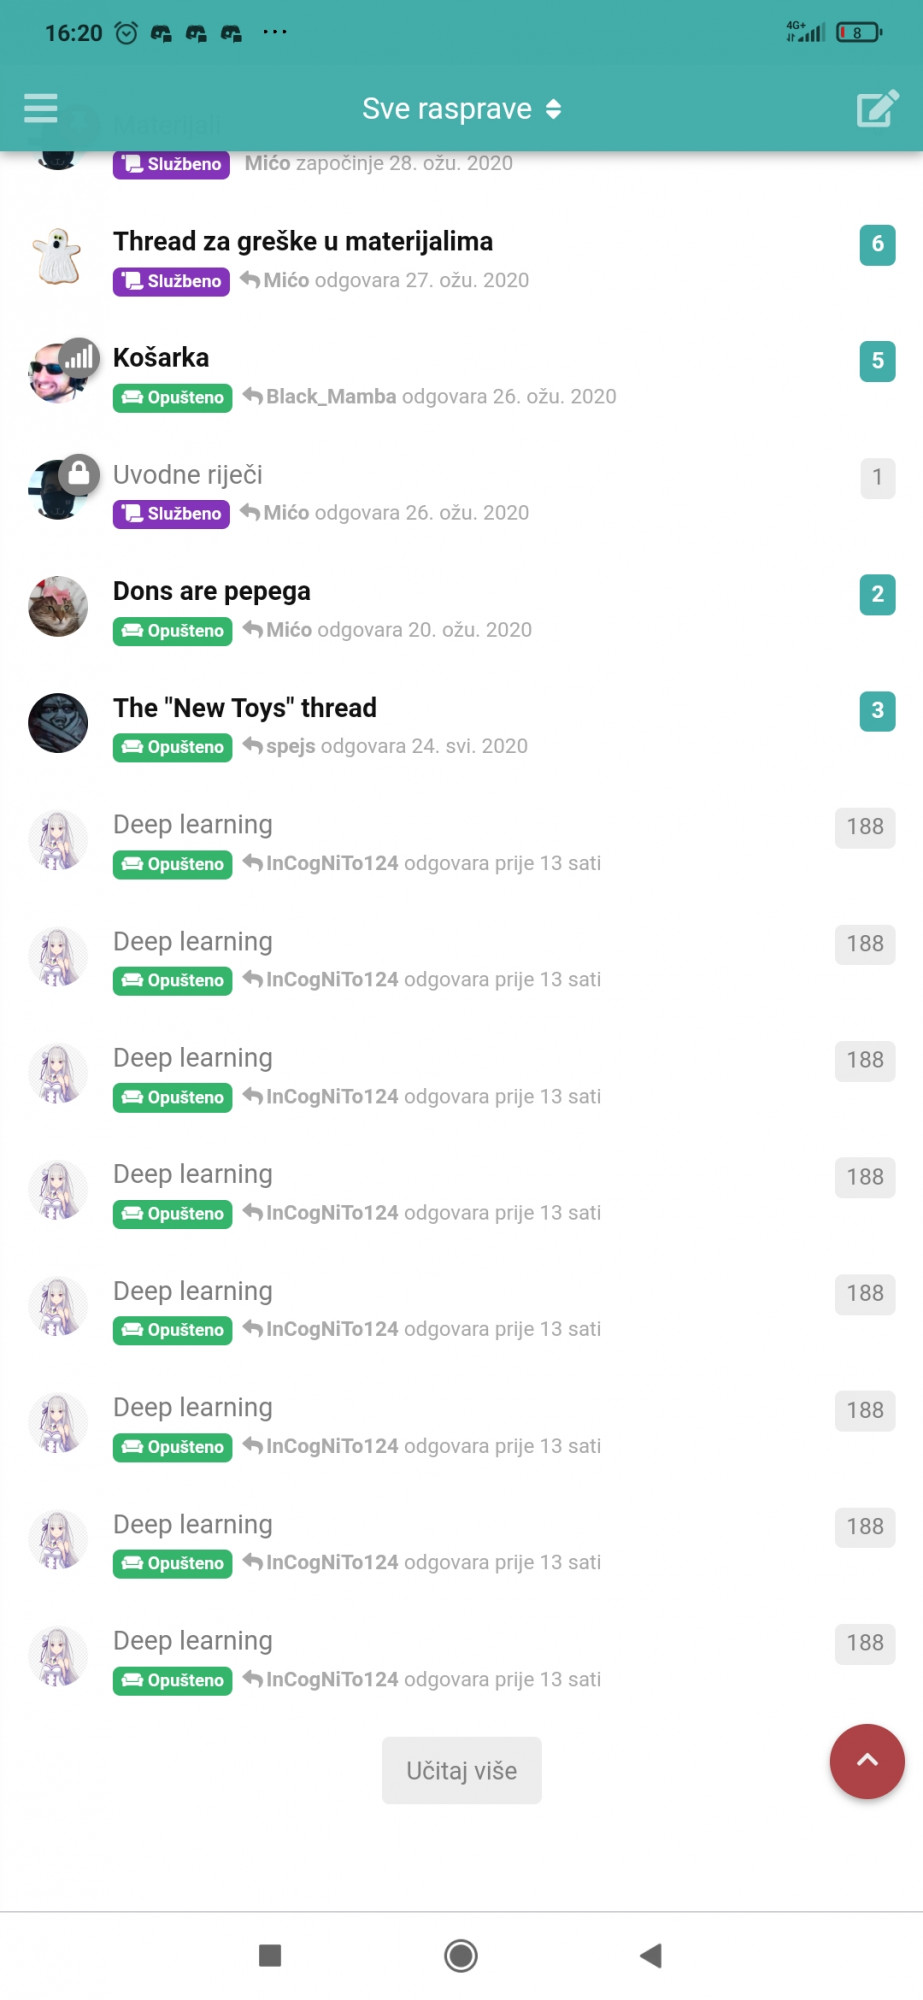 16:20
4G+
8
Sve rasprave
Materijali
Službeno Mićo započinje 28. ožu. 2020
Thread za greške u materijalima
6
Službeno Mićo odgovara 27. ožu. 2020
Košarka
5
Opušteno Black_Mamba odgovara 26. ožu. 2020
Uvodne riječi
1
Službeno Mićo odgovara 26. ožu. 2020
Dons are pepega
2
Opušteno Mićo odgovara 20. ožu. 2020
The "New Toys" thread
3
Opušteno spejs odgovara 24. svi. 2020
Deep learning
188
Opušteno InCogNiTo124 odgovara prije 13 sati
Deep learning
188
Opušteno InCogNiTo124 odgovara prije 13 sati
Deep learning
188
Opušteno InCogNiTo124 odgovara prije 13 sati
Deep learning
188
Opušteno InCogNiTo124 odgovara prije 13 sati
Deep learning
188
Opušteno InCogNiTo124 odgovara prije 13 sati
Deep learning
188
Opušteno InCogNiTo124 odgovara prije 13 sati
Deep learning
188
Opušteno InCogNiTo124 odgovara prije 13 sati
Deep learning
188
Opušteno InCogNiTo124 odgovara prije 13 sati
Učitaj više